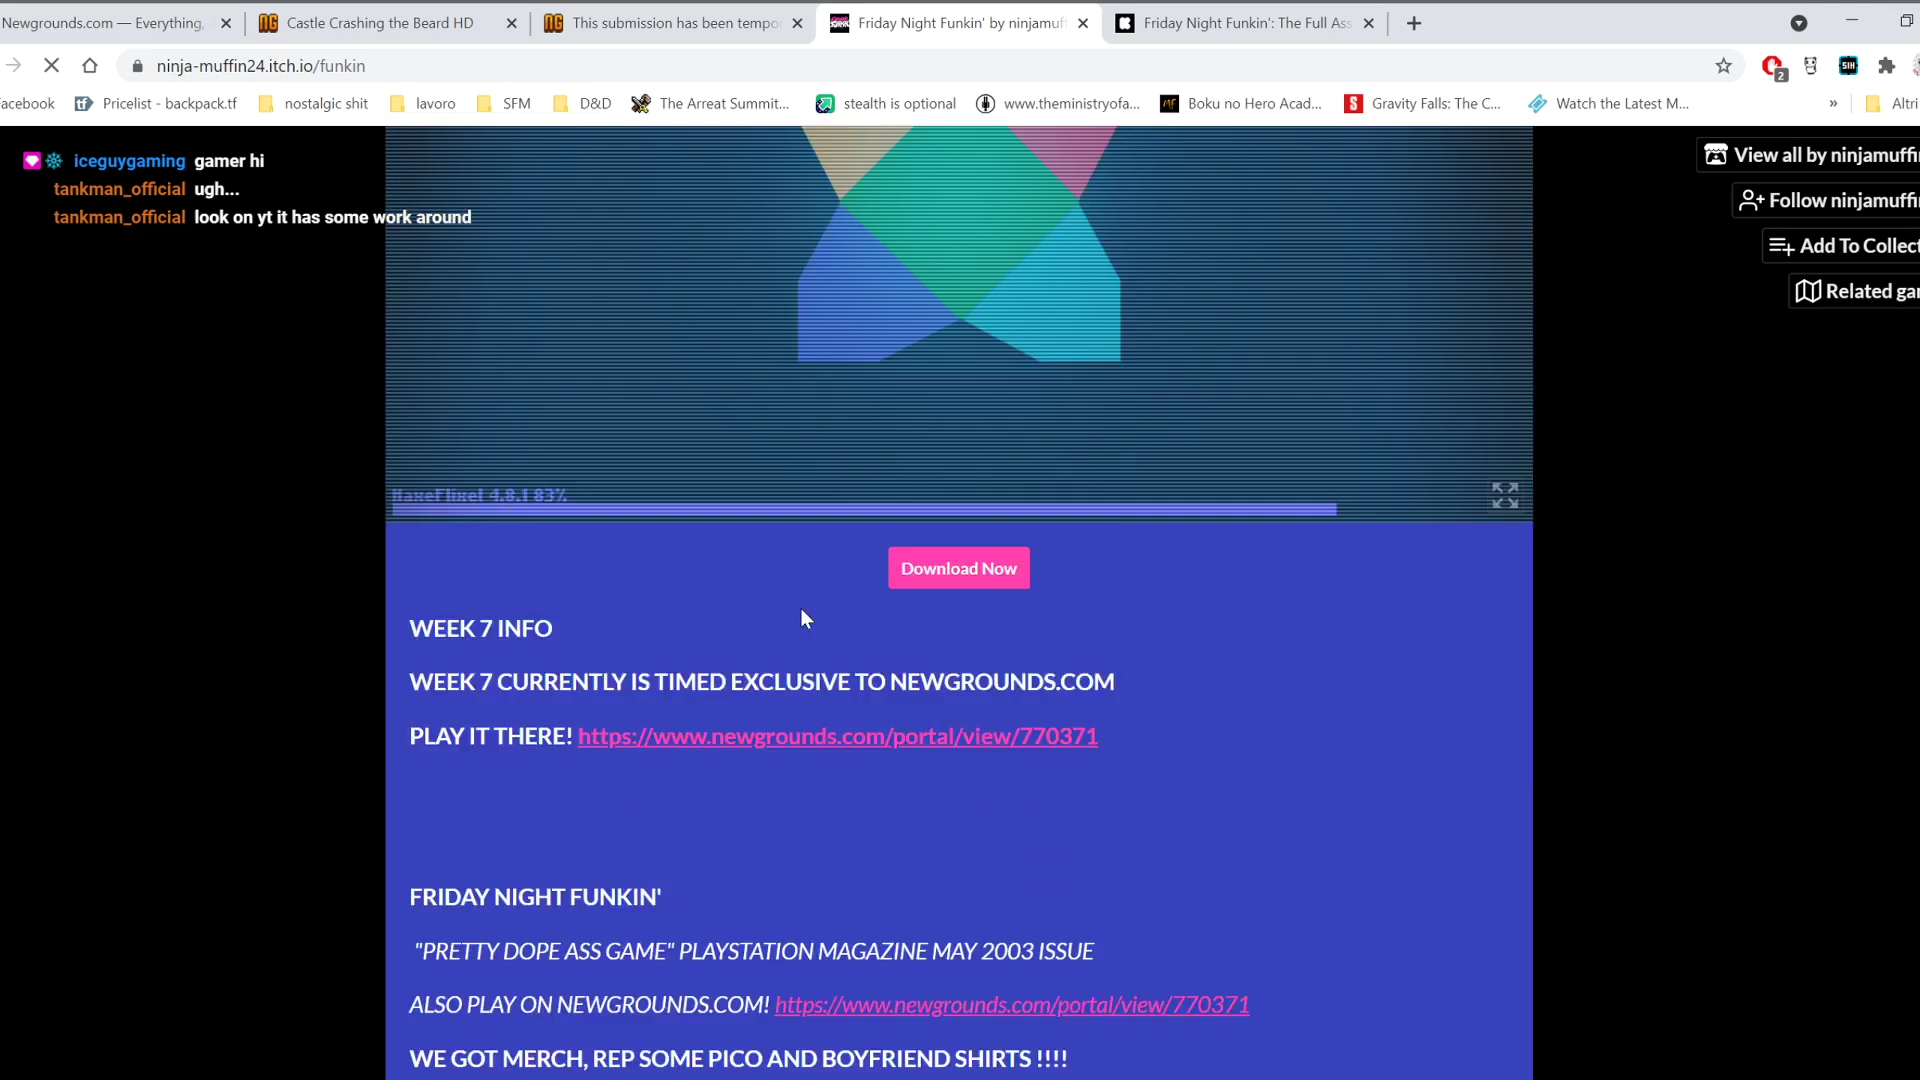 Newgrounds.com — Everything,
Castle Crashing the Beard HD
This submission has been tempo
Friday Night Funkin' by ninjamuf
Friday Night Funkin': The Full Ass
ninja-muffin24.itch.io/funkin
2
SIH
acebook
Pricelist - backpack.tf
nostalgic shit
lavoro
SFM
D&D
The Arreat Summit...
stealth is optional
www.theministryofa...
Boku no Hero Acad...
Gravity Falls: The C...
Watch the Latest M...
»
Altri
iceguygaming gamer hi
tankman_official ugh...
tankman_official look on yt it has some work around
View all by ninjamuffin
Follow ninjamuffin
Add To Collect
Related gam
HaxeFlixel 4.8.1 83%
Download Now
WEEK 7 INFO
WEEK 7 CURRENTLY IS TIMED EXCLUSIVE TO NEWGROUNDS.COM
PLAY IT THERE! https://www.newgrounds.com/portal/view/770371
FRIDAY NIGHT FUNKIN'
"PRETTY DOPE ASS GAME" PLAYSTATION MAGAZINE MAY 2003 ISSUE
ALSO PLAY ON NEWGROUNDS.COM! https://www.newgrounds.com/portal/view/770371
WE GOT MERCH, REP SOME PICO AND BOYFRIEND SHIRTS !!!!